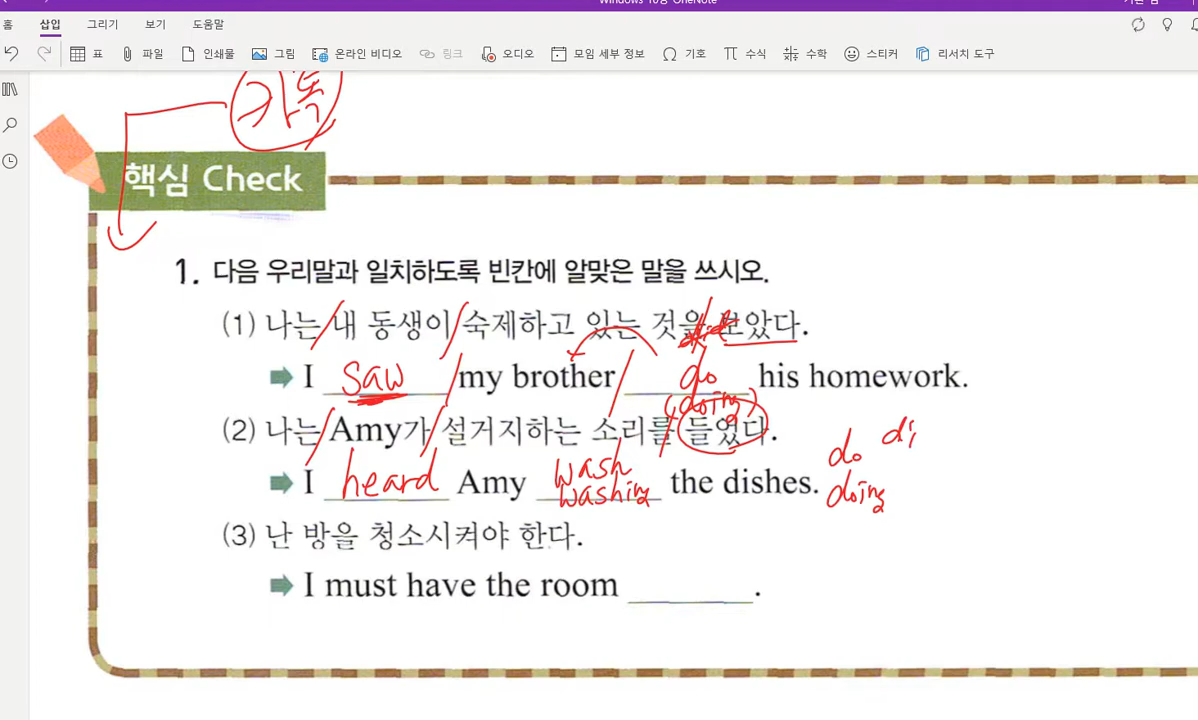 Windows 10용 OneNote
홈 삽입 그리기 보기 도움말
표 파일 인쇄물 그림 온라인 비디오 링크 오디오 모임 세부 정보 기호 수식 수학 스티커 리서치 도구
핵심 Check
1. 다음 우리말과 일치하도록 빈칸에 알맞은 말을 쓰시오.
(1) 나는 내 동생이 숙제하고 있는 것을 보았다.
I saw my brother do his homework.
(doing)
(2) 나는 Amy가 설거지하는 소리를 들었다.
do di
wash
I heard Amy washing the dishes. doing
(3) 난 방을 청소시켜야 한다.
I must have the room ________.